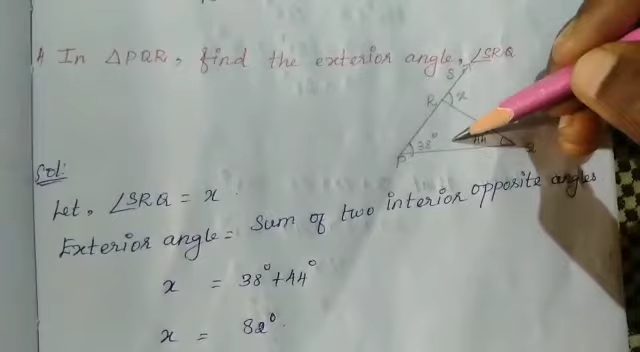 In △PQR, find the exterior angle, ∠SRQ
S
R x
P 38° 44 Q
Sol:
Let, ∠SRQ = x.
Exterior angle = Sum of two interior opposite angles
x = 38° + 44°
x = 82°.